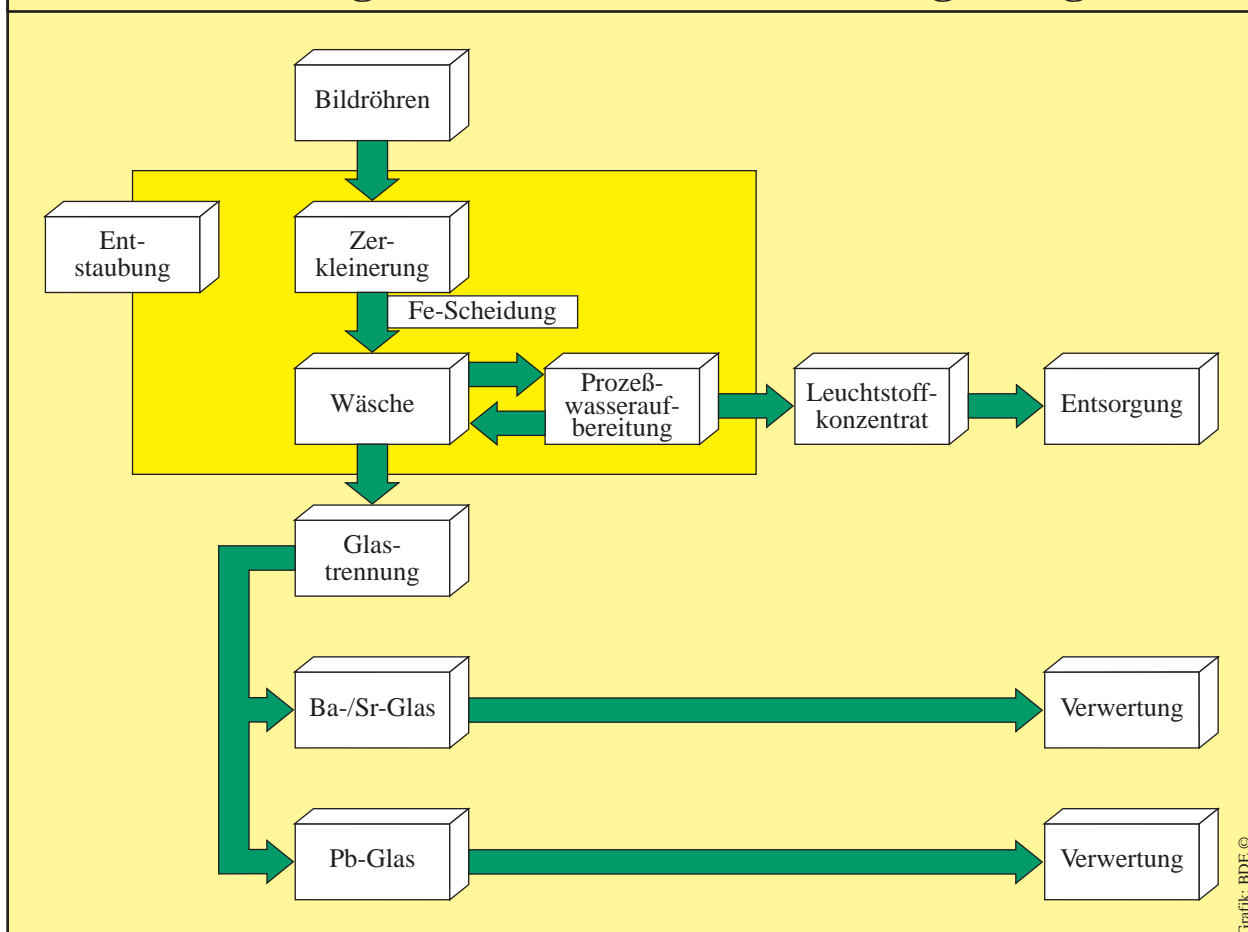 Bildröhren
Ent-
staubung
Zer-
kleinerung
Fe-Scheidung
Wäsche
Prozeß-
wasserauf-
bereitung
Leuchtstoff-
konzentrat
Entsorgung
Glas-
trennung
Ba-/Sr-Glas
Verwertung
Pb-Glas
Verwertung
Grafik: BDE ©